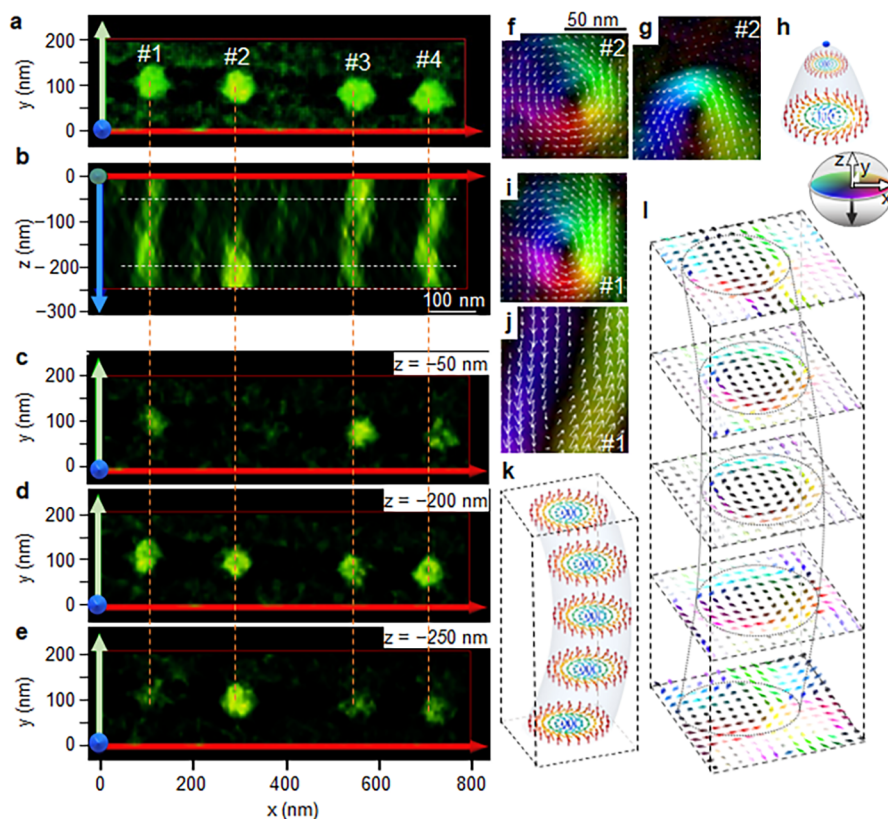 a
200
100
0
y (nm)
#1
#2
#3
#4
b
0
−200
−300
z (nm)
100 nm
c
z = −50 nm
200
100
0
y (nm)
d
z = −200 nm
200
100
0
y (nm)
e
z = −250 nm
200
100
0
y (nm)
0
200
400
600
800
x (nm)
f
50 nm
#2
g
#2
h
z
y
x
i
#1
j
#1
k
l